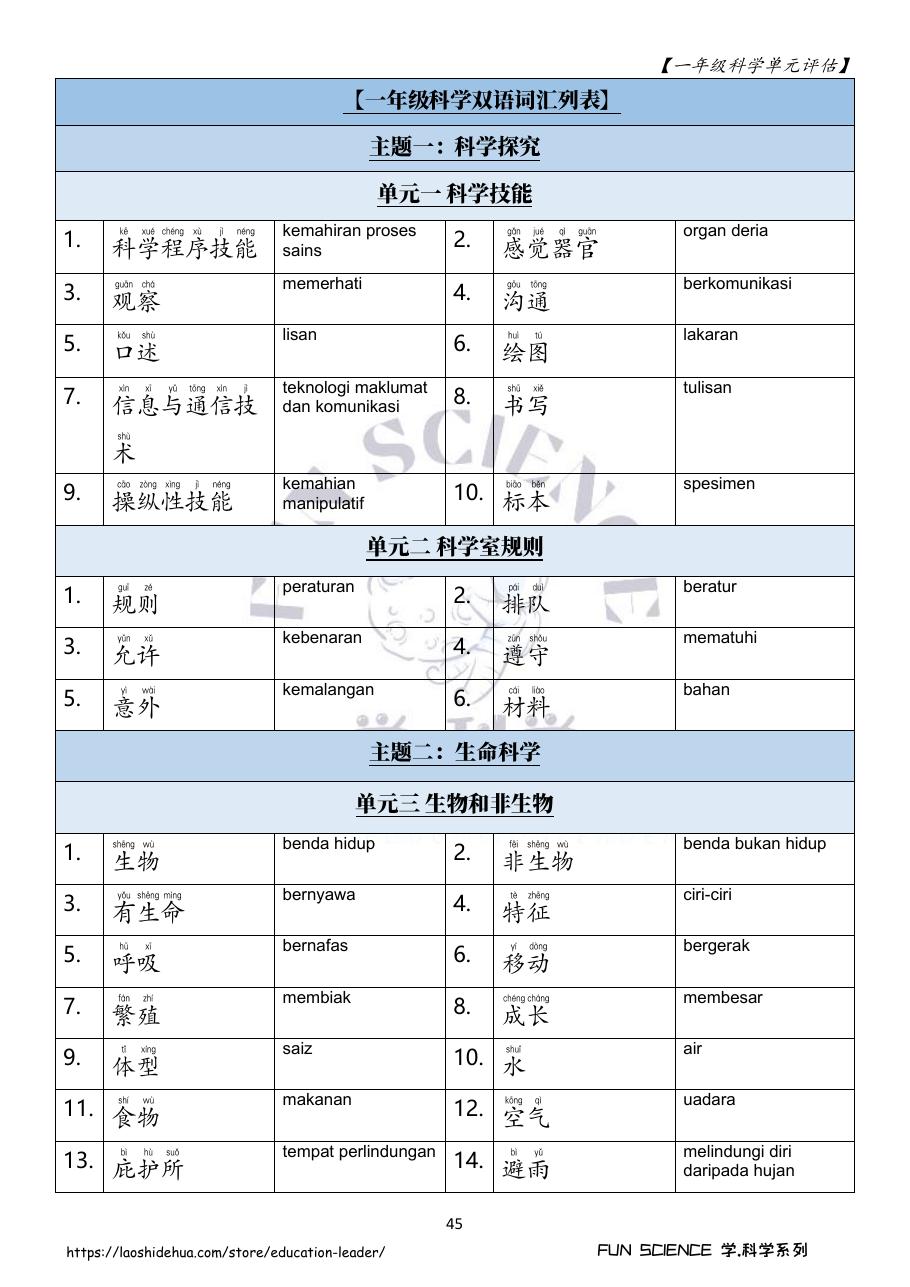 【一年级科学单元评估】
【一年级科学双语词汇列表】
主题一：科学探究
单元一 科学技能
1. kē xué chéng xù jì néng
科学程序技能
kemahiran proses
sains
2. gǎn jué qì guān
感觉器官
organ deria
3. guān chá
观察
memerhati
4. gōu tōng
沟通
berkomunikasi
5. kǒu shù
口述
lisan
6. huì tú
绘图
lakaran
7. xìn xī yǔ tōng xìn jì
信息与通信技
shù
术
teknologi maklumat
dan komunikasi
8. shū xiě
书写
tulisan
9. cāo zòng xìng jì néng
操纵性技能
kemahian
manipulatif
10. biāo běn
标本
spesimen
单元二 科学室规则
1. guī zé
规则
peraturan
2. pái duì
排队
beratur
3. yǔn xǔ
允许
kebenaran
4. zūn shǒu
遵守
mematuhi
5. yì wài
意外
kemalangan
6. cái liào
材料
bahan
主题二：生命科学
单元三 生物和非生物
1. shēng wù
生物
benda hidup
2. fēi shēng wù
非生物
benda bukan hidup
3. yǒu shēng mìng
有生命
bernyawa
4. tè zhēng
特征
ciri-ciri
5. hū xī
呼吸
bernafas
6. yí dòng
移动
bergerak
7. fán zhí
繁殖
membiak
8. chéng cháng
成长
membesar
9. tǐ xíng
体型
saiz
10. shuǐ
水
air
11. shí wù
食物
makanan
12. kōng qì
空气
uadara
13. bì hù suǒ
庇护所
tempat perlindungan
14. bì yǔ
避雨
melindungi diri
daripada hujan
FUN SCIENCE
45
https://laoshidehua.com/store/education-leader/
FUN SCIENCE 学.科学系列